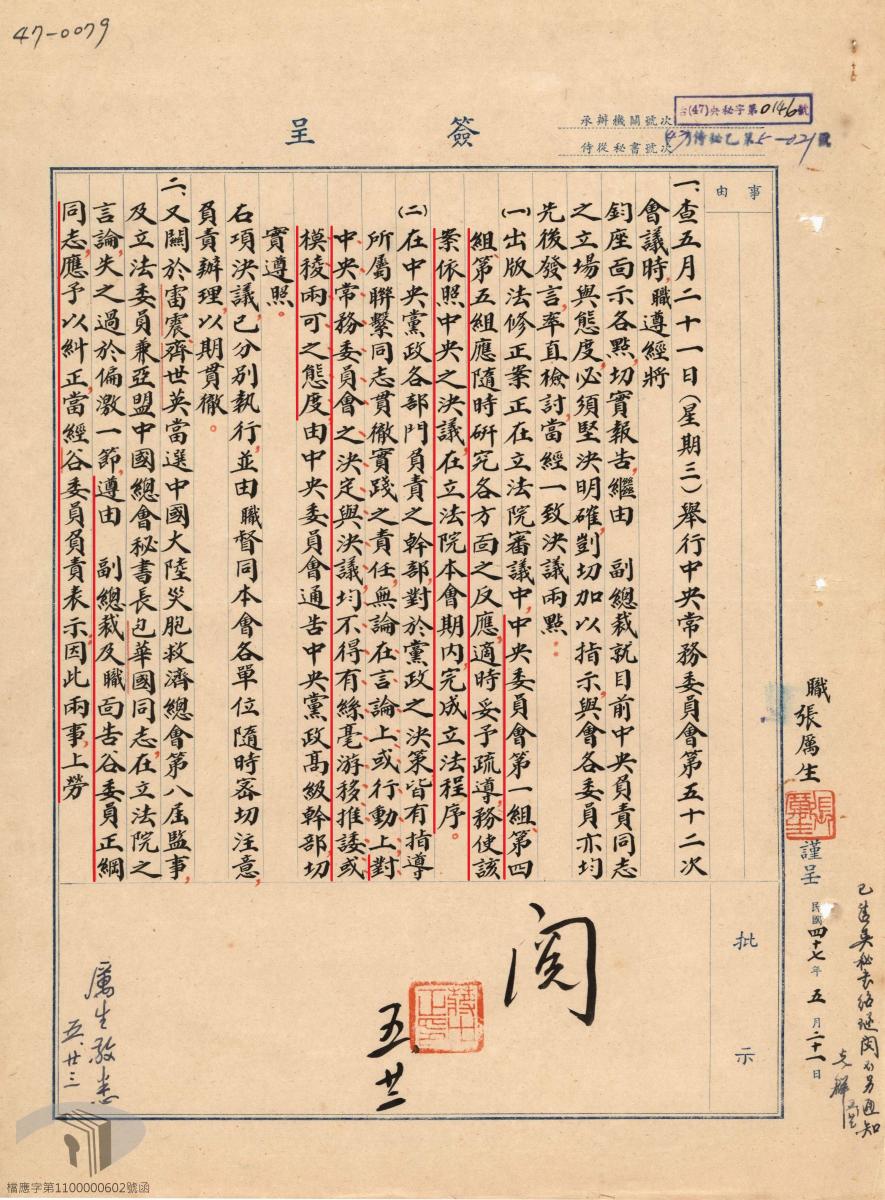 47-0079
簽呈
承辦機關號次 台(47)央秘字第0146號
侍從秘書號次 (47)侍秘乙第5-021號
事由
一、查五月二十一日(星期三)舉行中央常務委員會第五十二次
會議時,職遵經將
鈞座面示各點,切實報告,繼由 副總裁就目前中央負責同志
之立場與態度,必須堅決明確,剴切加以指示,與會各委員亦均
先後發言,率直檢討,當經一致決議兩點:
(一)出版法修正案正在立法院審議中,中央委員會第一組、第四
組、第五組應隨時研究各方面之反應,適時妥予疏導,務使該
案依照中央之決議,在立法院本會期內,完成立法程序。
(二)在中央黨政各部門負責之幹部,對於黨政之決策皆有指導
所屬聯繫同志貫徹實踐之責任,無論在言論上或行動上,對
中央常務委員會之決定與決議,均不得有絲毫游移推諉或
模稜兩可之態度,由中央委員會通告中央黨政高級幹部,切
實遵照。
右項決議,已分別執行,並由職督同本會各單位隨時密切注意,
負責辦理,以期貫徹。
二、又關於雷震、齊世英當選中國大陸災胞救濟總會第八屆監事,
及立法委員兼亞盟中國總會秘書長包華國同志,在立法院之
言論,失之過於偏激一節,遵由 副總裁及職面告谷委員正綱
同志,應予以糾正,當經谷委員負責表示,因此兩事,上勞
職 張厲生 謹呈 民國四十七年五月二十一日
張厲生
批示
閱
蔣中正印
五.廿二
厲生敬悉
五.廿三
檔應字第1100000602號函